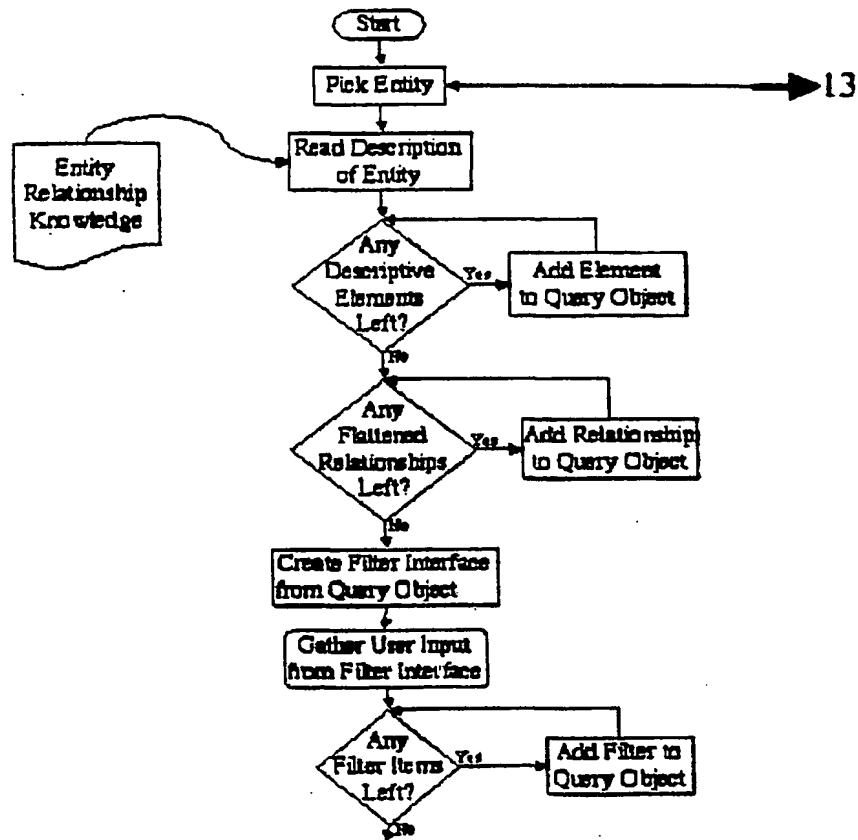 Start
Pick Entity
13
Read Description
of Entity
Entity
Relationship
Knowledge
Any
Descriptive
Elements
Left?
Yes
Add Element
to Query Object
No
Any
Flattened
Relationships
Left?
Yes
Add Relationship
to Query Object
No
Create Filter Interface
from Query Object
Gather User Input
from Filter Interface
Any
Filter Items
Left?
Yes
Add Filter to
Query Object
No